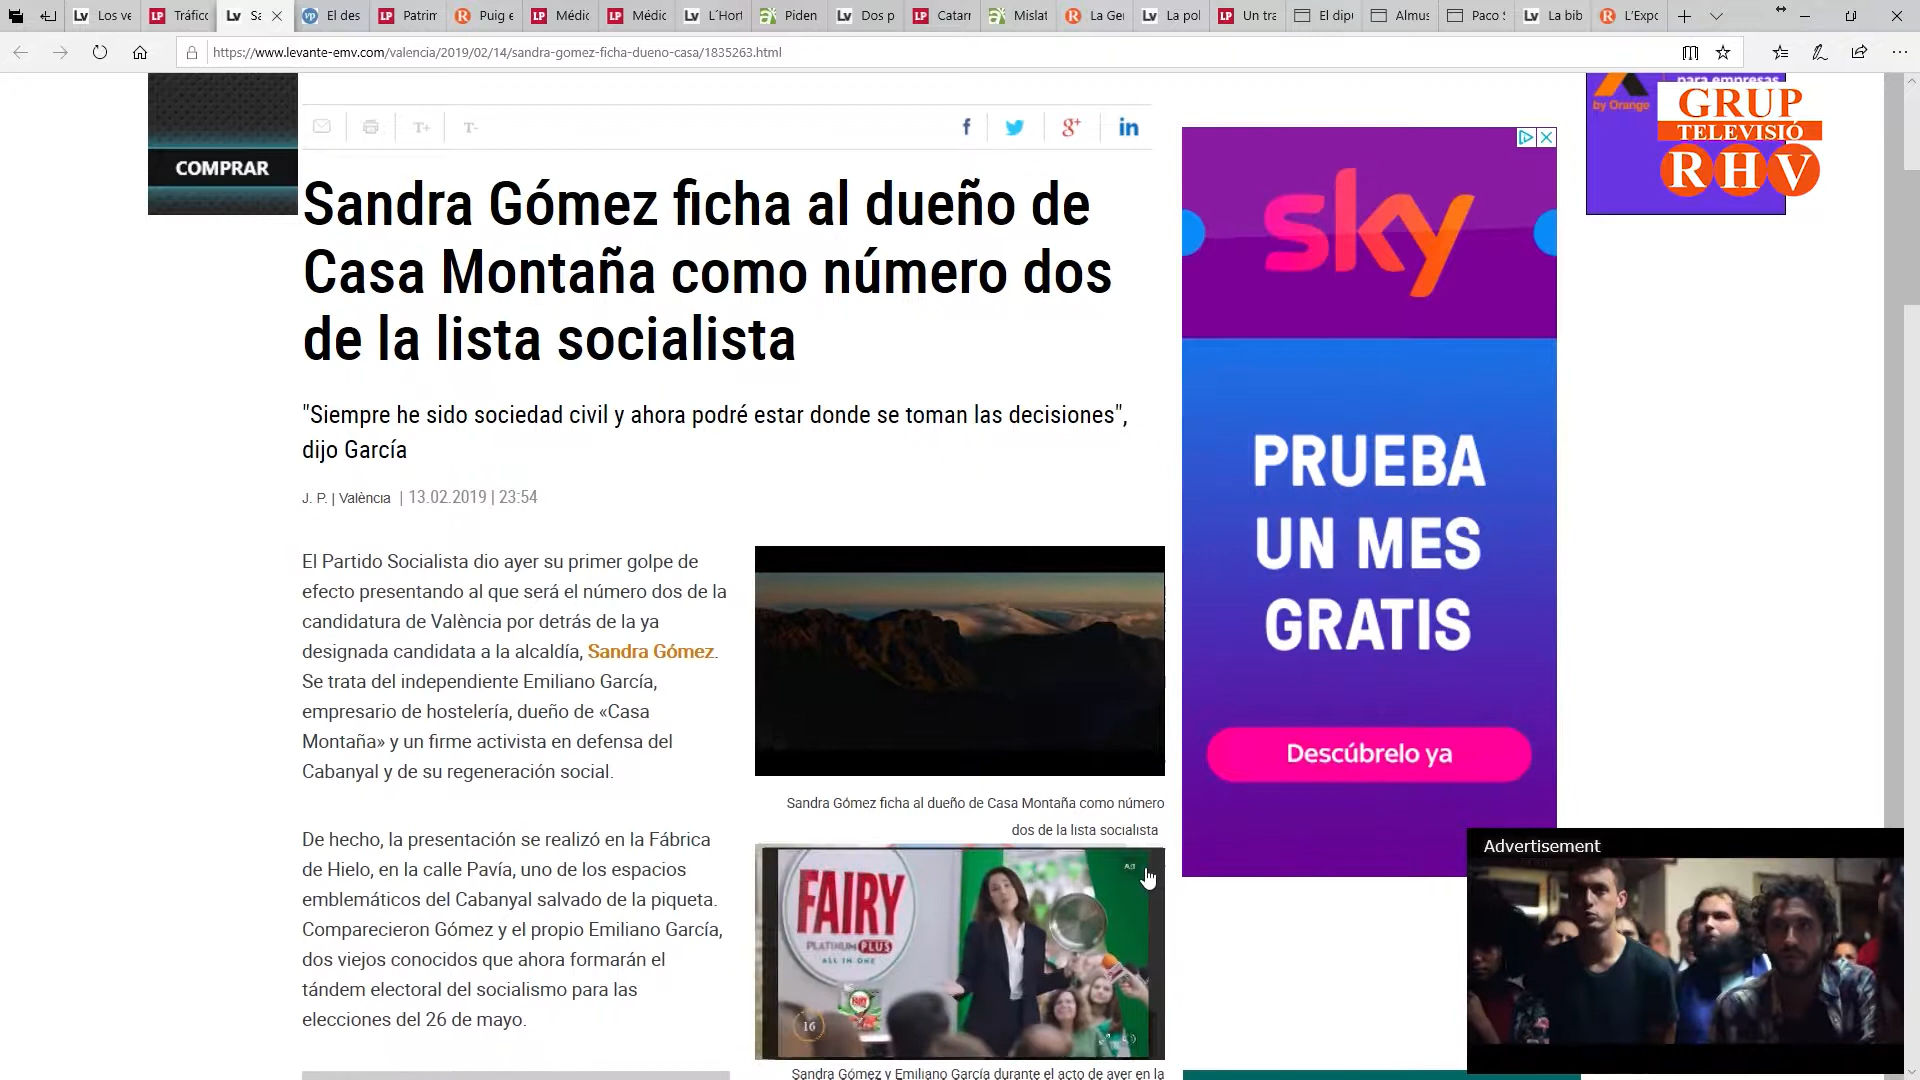 Los ve
Tráfico
Sa
El des
Patrim
Puig e
Médic
Médic
L´Hort
Piden
Dos p
Catarr
Mislat
La Ge
La pol
Un tra
El dip
Almus
Paco S
La bib
L'Expo
https://www.levante-emv.com/valencia/2019/02/14/sandra-gomez-ficha-dueno-casa/1835263.html
COMPRAR
T+
T-
para empresas
by Orange
GRUP
TELEVISIÓ
RHV
Sandra Gómez ficha al dueño de
Casa Montaña como número dos
de la lista socialista
"Siempre he sido sociedad civil y ahora podré estar donde se toman las decisiones",
dijo García
J. P. | València | 13.02.2019 | 23:54
El Partido Socialista dio ayer su primer golpe de
efecto presentando al que será el número dos de la
candidatura de València por detrás de la ya
designada candidata a la alcaldía, Sandra Gómez.
Se trata del independiente Emiliano García,
empresario de hostelería, dueño de «Casa
Montaña» y un firme activista en defensa del
Cabanyal y de su regeneración social.
De hecho, la presentación se realizó en la Fábrica
de Hielo, en la calle Pavía, uno de los espacios
emblemáticos del Cabanyal salvado de la piqueta.
Comparecieron Gómez y el propio Emiliano García,
dos viejos conocidos que ahora formarán el
tándem electoral del socialismo para las
elecciones del 26 de mayo.
Sandra Gómez ficha al dueño de Casa Montaña como número
dos de la lista socialista
FAIRY
PLATINUM PLUS
ALL IN ONE
FAIRY
16
Sandra Gómez y Emiliano García durante el acto de ayer en la
sky
PRUEBA
UN MES
GRATIS
Descúbrelo ya
Advertisement